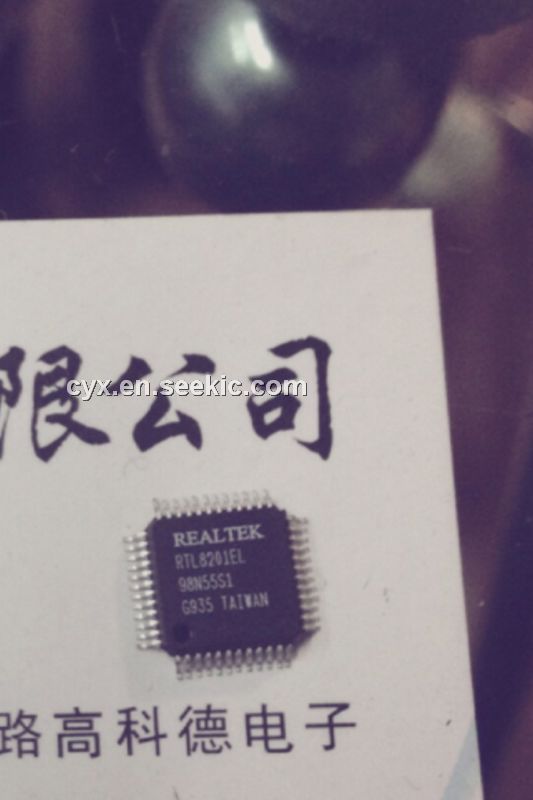 限公司
cyx.en.seekic.com
REALTEK
RTL8201EL
98N55S1
G935 TAIWAN
路高科德电子